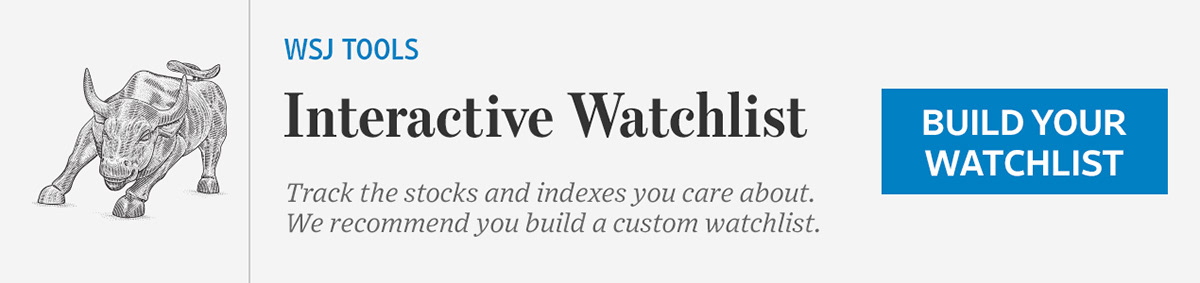 WSJ TOOLS
Interactive Watchlist
Track the stocks and indexes you care about.
We recommend you build a custom watchlist.
BUILD YOUR
WATCHLIST